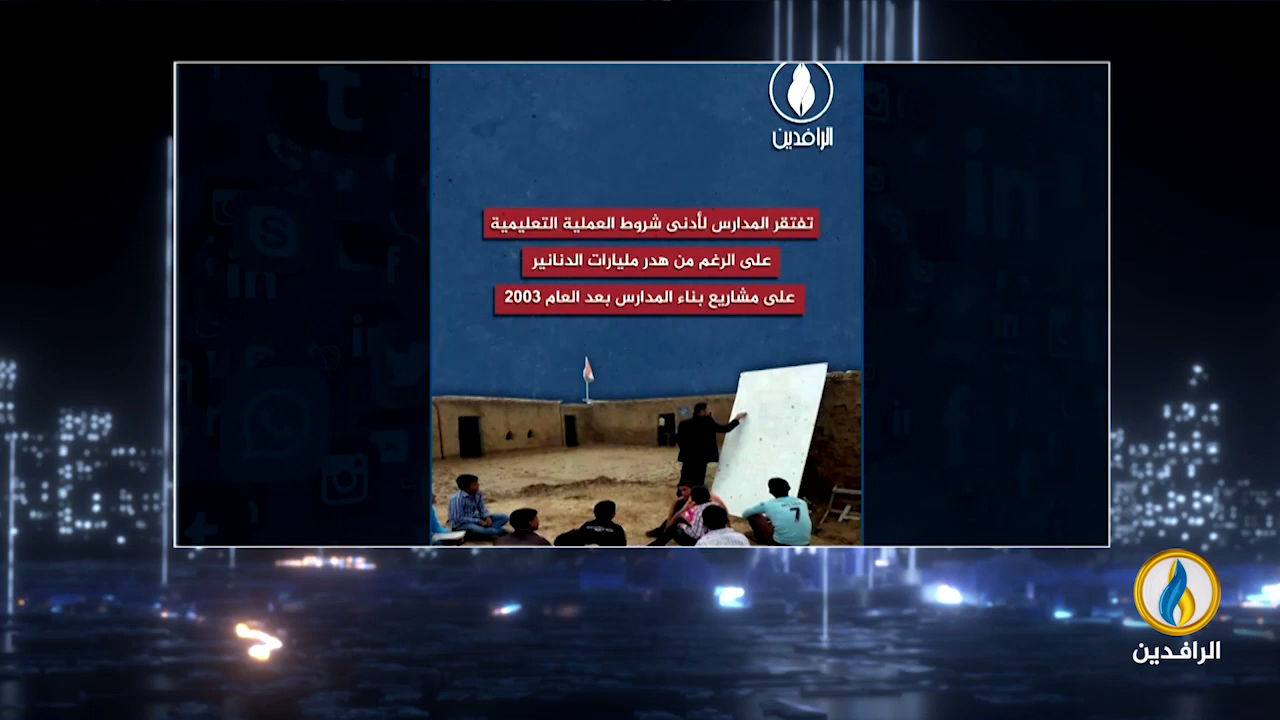 الرافدين
تفتقر المدارس لأدنى شروط العملية التعليمية
على الرغم من هدر مليارات الدنانير
على مشاريع بناء المدارس بعد العام 2003
7
الرافدين